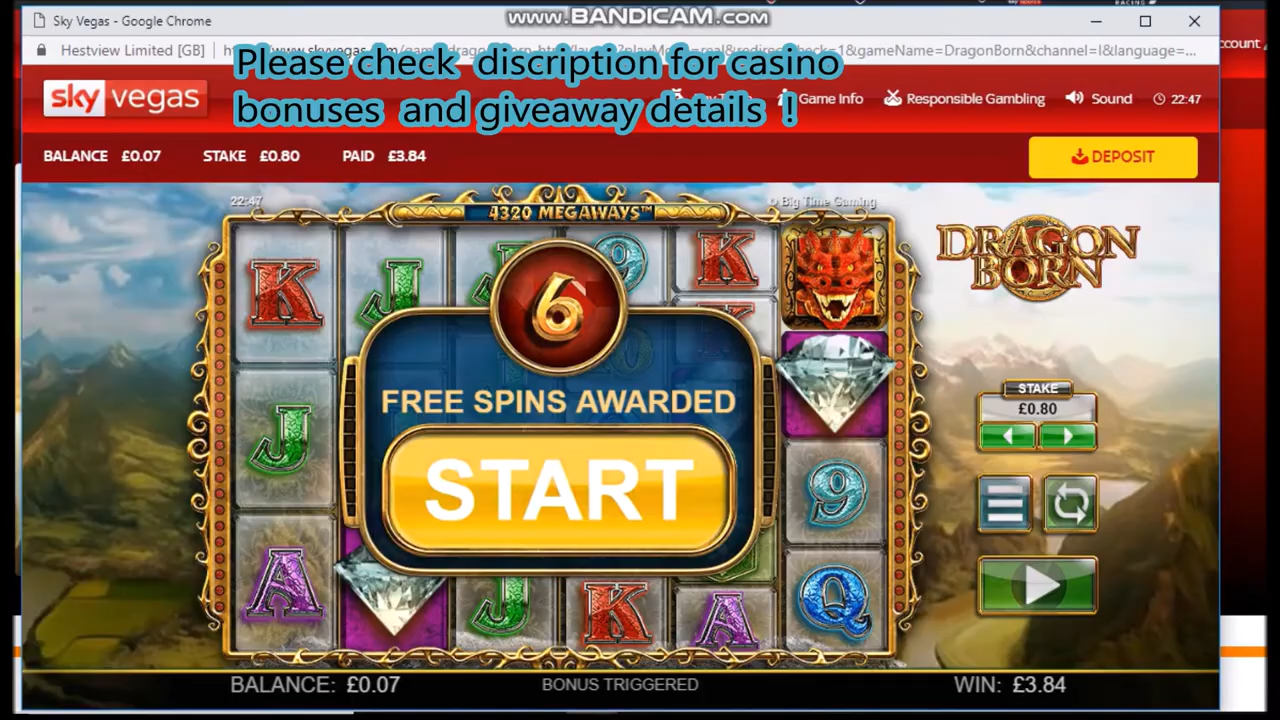 www.BANDICAM.com
Sky Vegas - Google Chrome
Hestview Limited [GB]
Please check discription for casino
bonuses and giveaway details !
sky vegas
Game Info
Responsible Gambling
Sound
22:47
BALANCE £0.07 STAKE £0.80 PAID £3.84
DEPOSIT
22:47
4320 MEGAWAYS™
Big Time Gaming
DRAGON
BORN
K
J
J
9
K
6
FREE SPINS AWARDED
START
STAKE
£0.80
J
9
A
J
K
A
Q
BALANCE: £0.07
BONUS TRIGGERED
WIN: £3.84